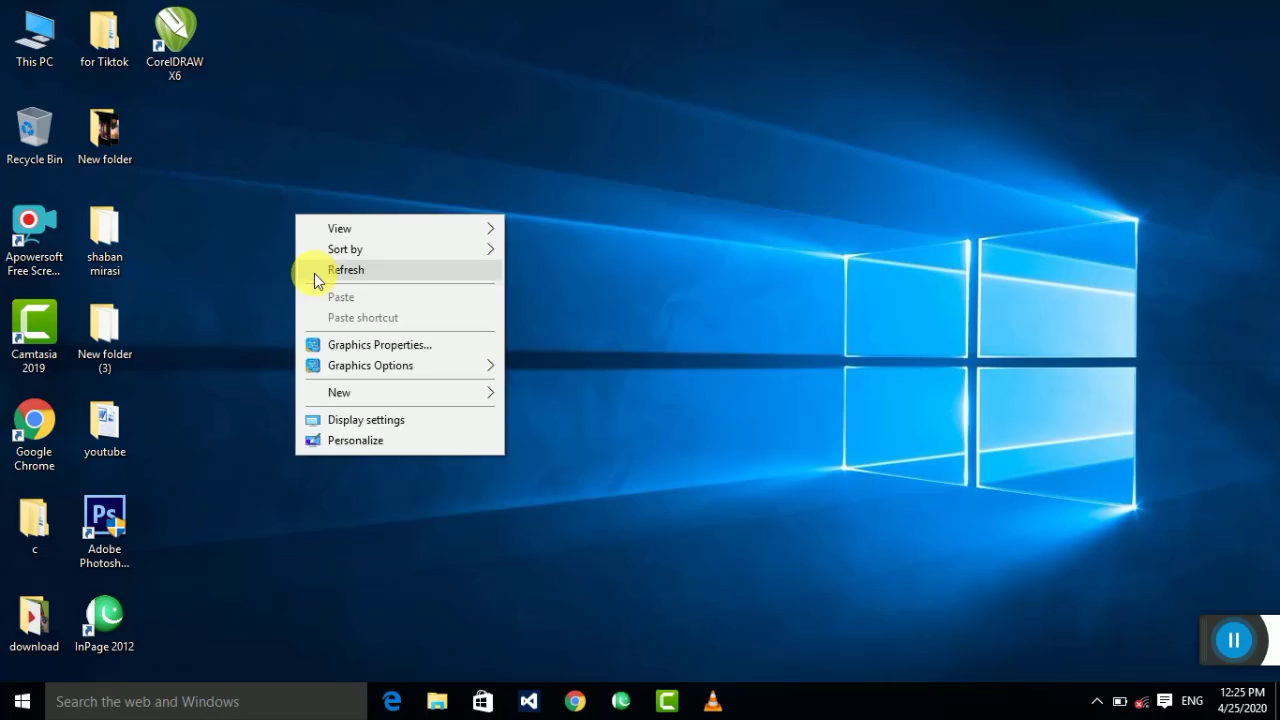 This PC
for Tiktok
CorelDRAW
X6
Recycle Bin
New folder
Apowersoft
Free Scre...
shaban
mirasi
Camtasia
2019
New folder
(3)
Google
Chrome
youtube
c
Ps
Adobe
Photosh...
download
InPage 2012
View
Sort by
Refresh
Paste
Paste shortcut
Graphics Properties...
Graphics Options
New
Display settings
Personalize
Search the web and Windows
ENG
12:25 PM
4/25/2020